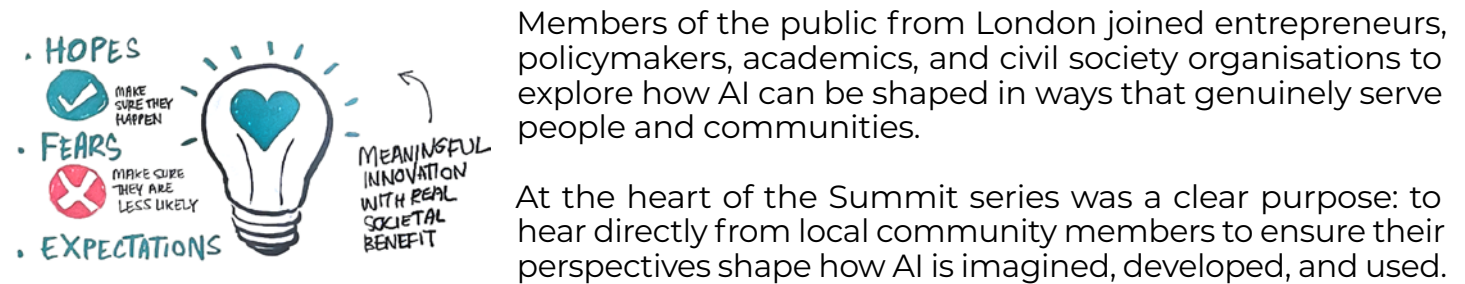 • HOPES
MAKE
SURE THEY
HAPPEN
• FEARS
MAKE SURE
THEY ARE
LESS LIKELY
• EXPECTATIONS
MEANINGFUL
INNOVATION
WITH REAL
SOCIETAL
BENEFIT
Members of the public from London joined entrepreneurs,
policymakers, academics, and civil society organisations to
explore how AI can be shaped in ways that genuinely serve
people and communities.
At the heart of the Summit series was a clear purpose: to
hear directly from local community members to ensure their
perspectives shape how AI is imagined, developed, and used.